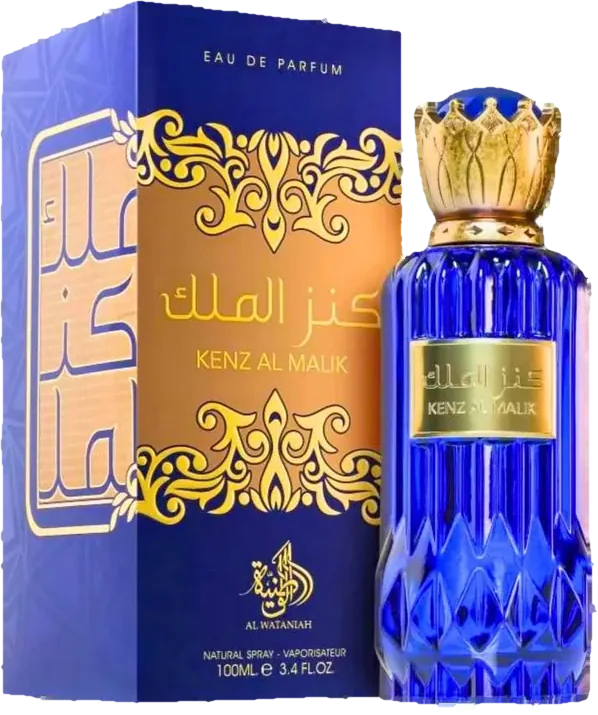 EAU DE PARFUM
كنز الملك
KENZ AL MALIK
الوطنية
AL WATANIAH
NATURAL SPRAY - VAPORISATEUR
100ML. e 3.4 FL.OZ.
كنز الملك
KENZ AL MALIK